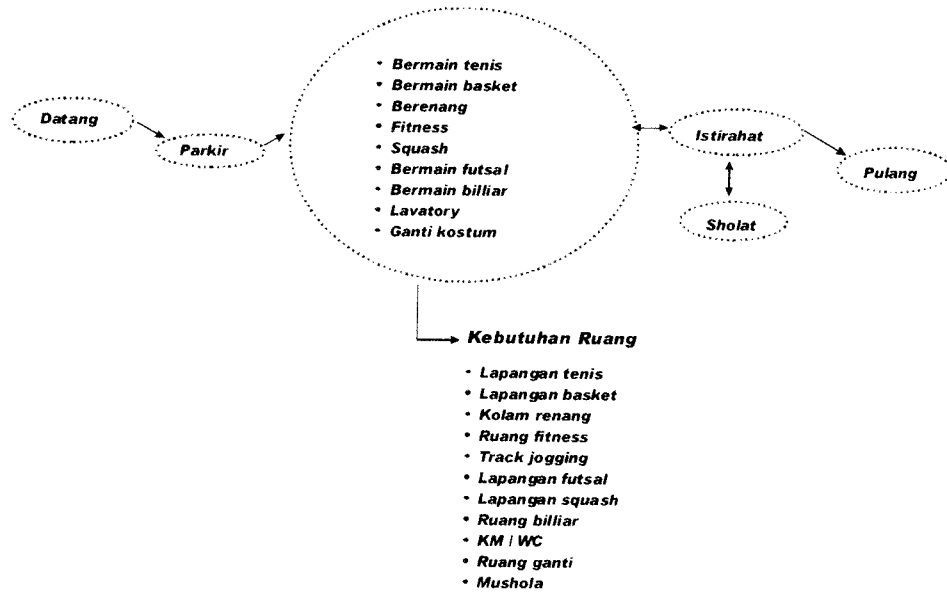 Datang
Parkir
• Bermain tenis
• Bermain basket
• Berenang
• Fitness
• Squash
• Bermain futsal
• Bermain billiar
• Lavatory
• Ganti kostum
Istirahat
Sholat
Pulang
Kebutuhan Ruang
• Lapangan tenis
• Lapangan basket
• Kolam renang
• Ruang fitness
• Track jogging
• Lapangan futsal
• Lapangan squash
• Ruang billiar
• KM / WC
• Ruang ganti
• Mushola